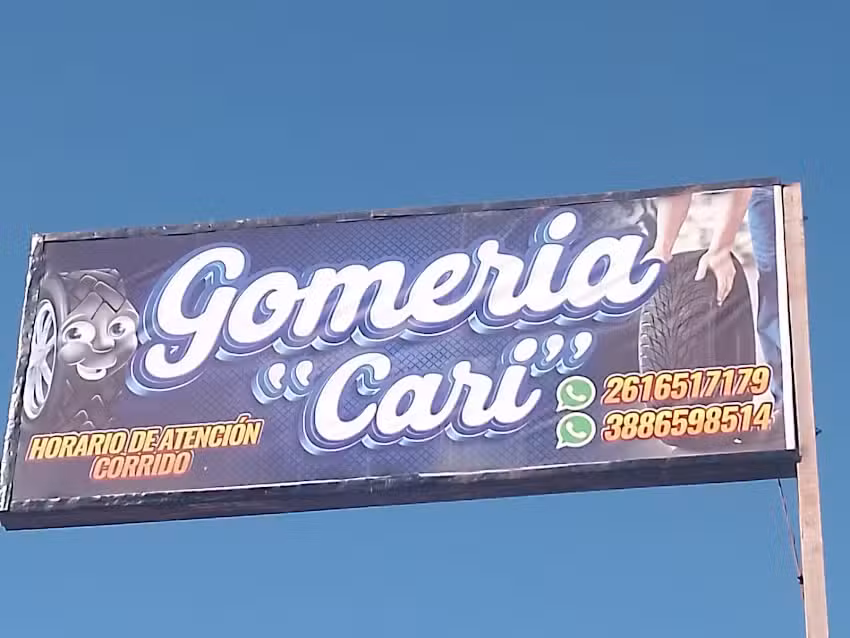 Gomeria
"Cari"
2616517179
3886598514
HORARIO DE ATENCIÓN
CORRIDO